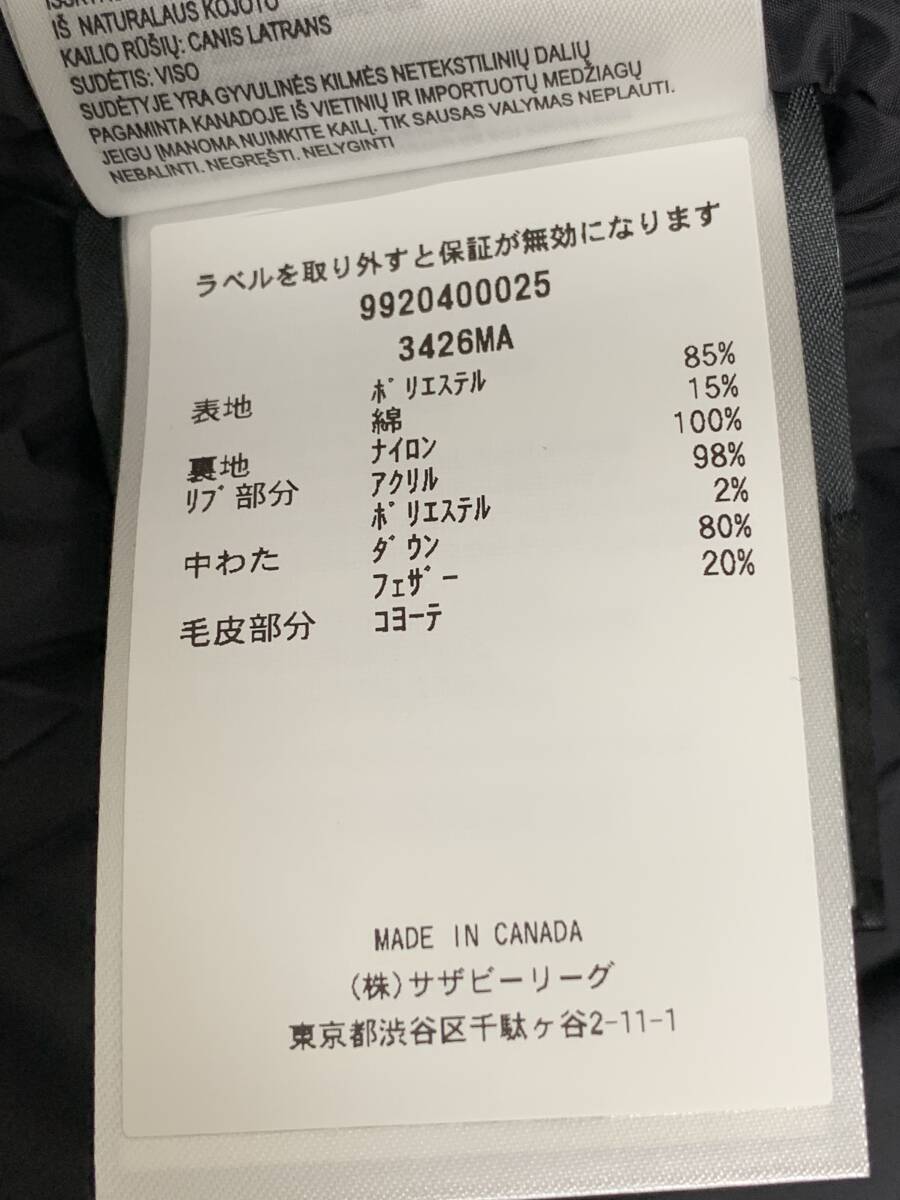 IŠ NATURALAUS KOJOTO
KAILIO RŪŠIŲ: CANIS LATRANS
SUDĖTIS: VISO
SUDĖTYJE YRA GYVULINĖS KILMĖS NETEKSTILINIŲ DALIŲ
PAGAMINTA KANADOJE IŠ VIETINIŲ IR IMPORTUOTŲ MEDŽIAGŲ
JEIGU ĮMANOMA NUIMKITE KAILĮ. TIK SAUSAS VALYMAS NEPLAUTI.
NEBALINTI. NEGRĘŠTI. NELYGINTI
ラベルを取り外すと保証が無効になります
9920400025
3426MA
表地 ポリエステル 85%
綿 15%
裏地 ナイロン 100%
リブ部分 アクリル 98%
ポリエステル 2%
中わた ダウン 80%
フェザー 20%
毛皮部分 コヨーテ
MADE IN CANADA
(株)サザビーリーグ
東京都渋谷区千駄ヶ谷2-11-1